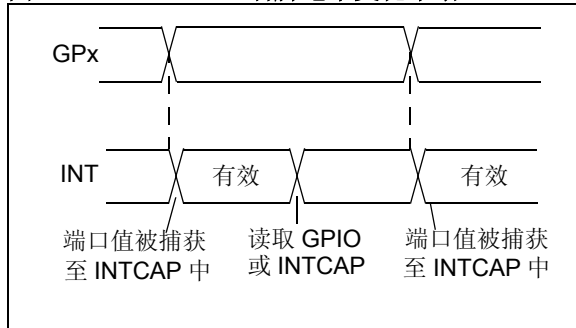 GPx
INT
有效
有效
端口值被捕获
至 INTCAP 中
读取 GPIO
或 INTCAP
端口值被捕获
至 INTCAP 中